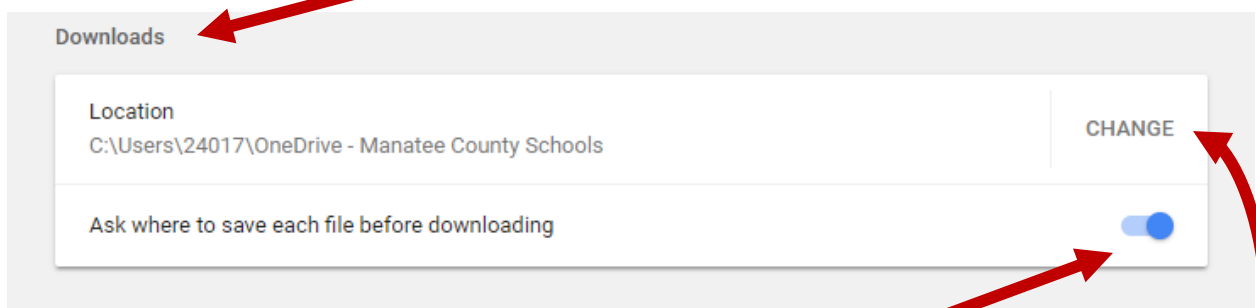 Downloads
Location
C:\Users\24017\OneDrive - Manatee County Schools
CHANGE
Ask where to save each file before downloading